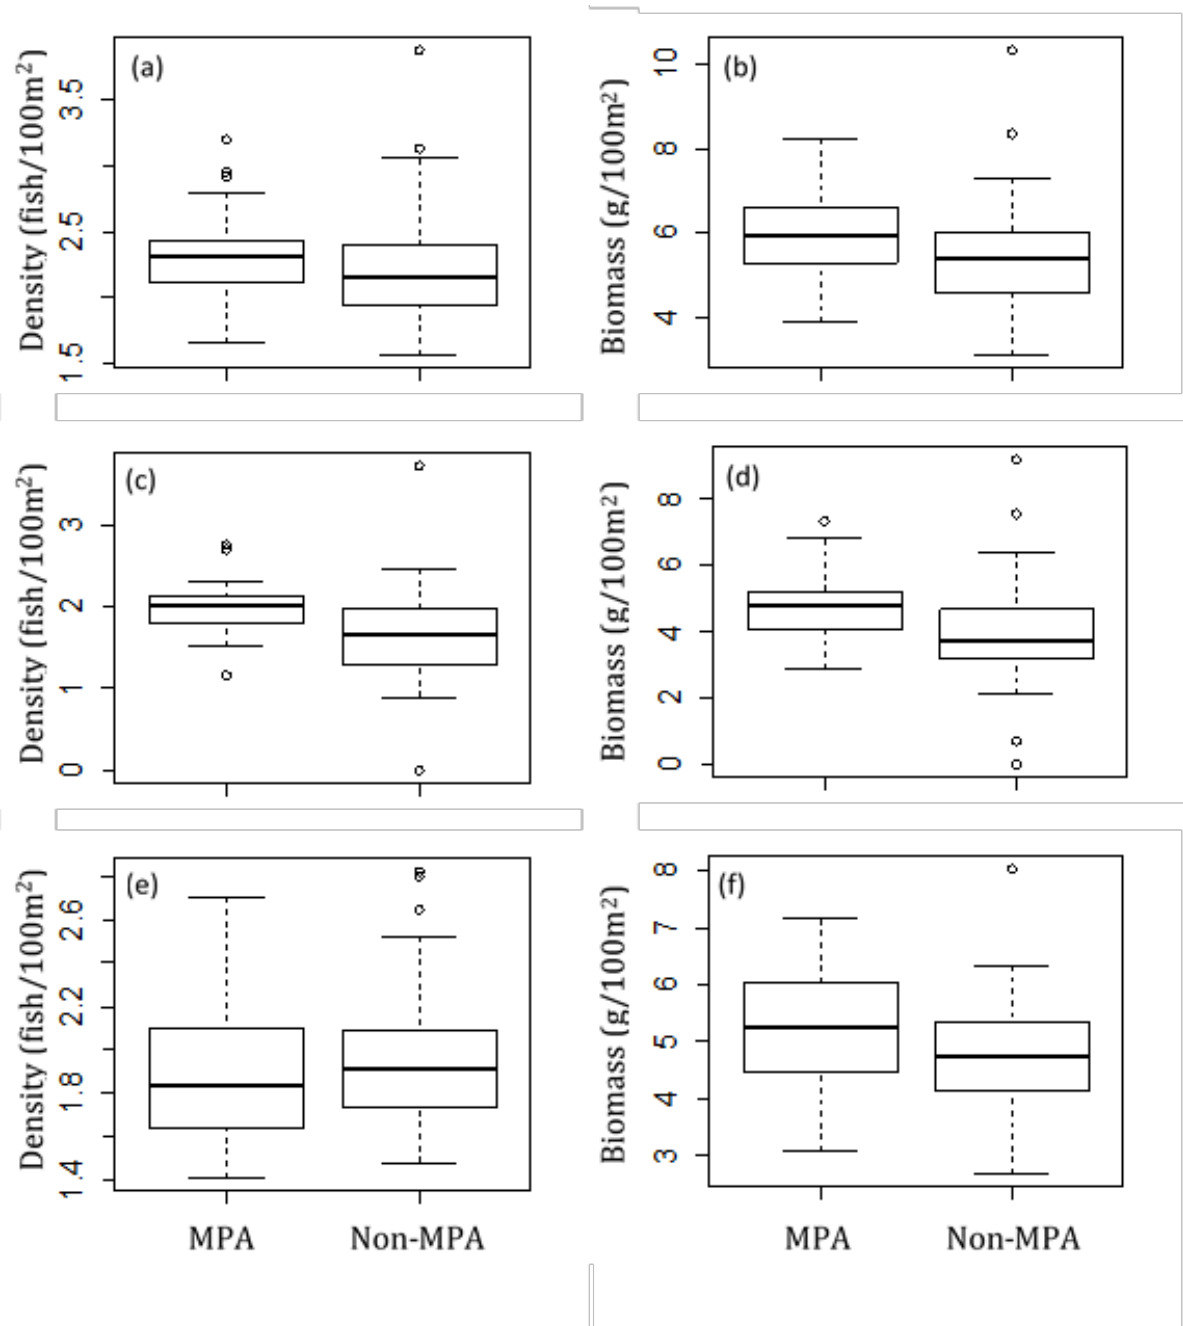 (a)
Density (fish/100m²)
3.5
2.5
1.5
(b)
Biomass (g/100m²)
10
8
6
4
(c)
Density (fish/100m²)
3
2
1
0
(d)
Biomass (g/100m²)
8
6
4
2
0
(e)
Density (fish/100m²)
2.6
2.2
1.8
1.4
(f)
Biomass (g/100m²)
8
7
6
5
4
3
MPA Non-MPA
MPA Non-MPA